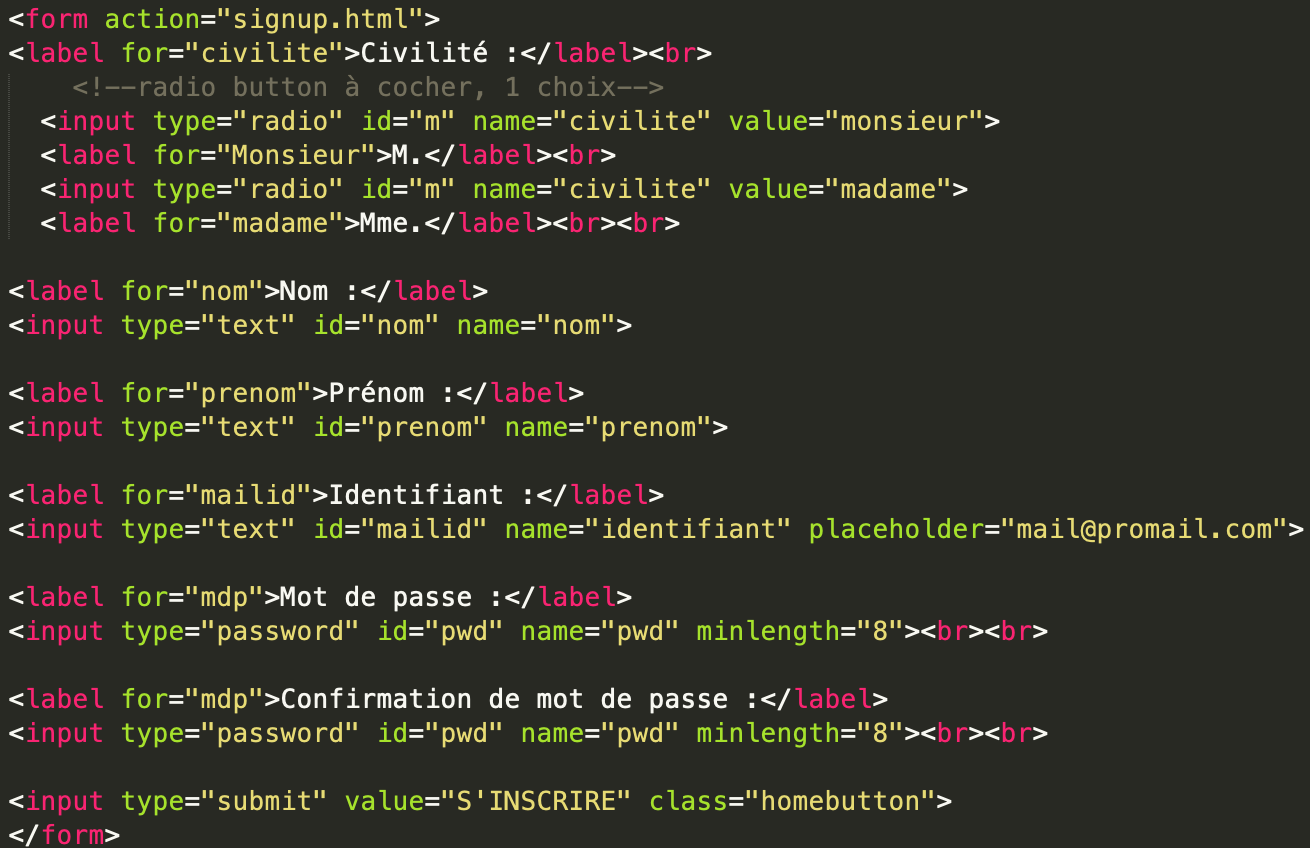 <form action="signup.html">
<label for="civilite">Civilité :</label><br>
    <!--radio button à cocher, 1 choix-->
  <input type="radio" id="m" name="civilite" value="monsieur">
  <label for="Monsieur">M.</label><br>
  <input type="radio" id="m" name="civilite" value="madame">
  <label for="madame">Mme.</label><br><br>

<label for="nom">Nom :</label>
<input type="text" id="nom" name="nom">

<label for="prenom">Prénom :</label>
<input type="text" id="prenom" name="prenom">

<label for="mailid">Identifiant :</label>
<input type="text" id="mailid" name="identifiant" placeholder="mail@promail.com">

<label for="mdp">Mot de passe :</label>
<input type="password" id="pwd" name="pwd" minlength="8"><br><br>

<label for="mdp">Confirmation de mot de passe :</label>
<input type="password" id="pwd" name="pwd" minlength="8"><br><br>

<input type="submit" value="S'INSCRIRE" class="homebutton">
</form>